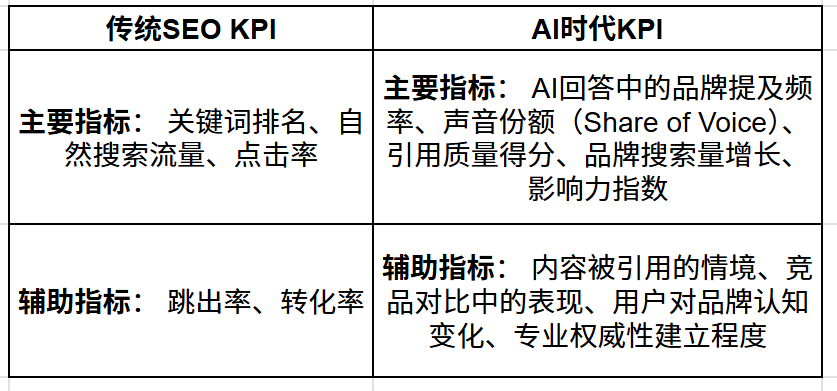 传统SEO KPI
AI时代KPI
主要指标： 关键词排名、自
然搜索流量、点击率
主要指标： AI回答中的品牌提及频
率、声音份额（Share of Voice）、
引用质量得分、品牌搜索量增长、
影响力指数
辅助指标： 跳出率、转化率
辅助指标： 内容被引用的情境、竞
品对比中的表现、用户对品牌认知
变化、专业权威性建立程度